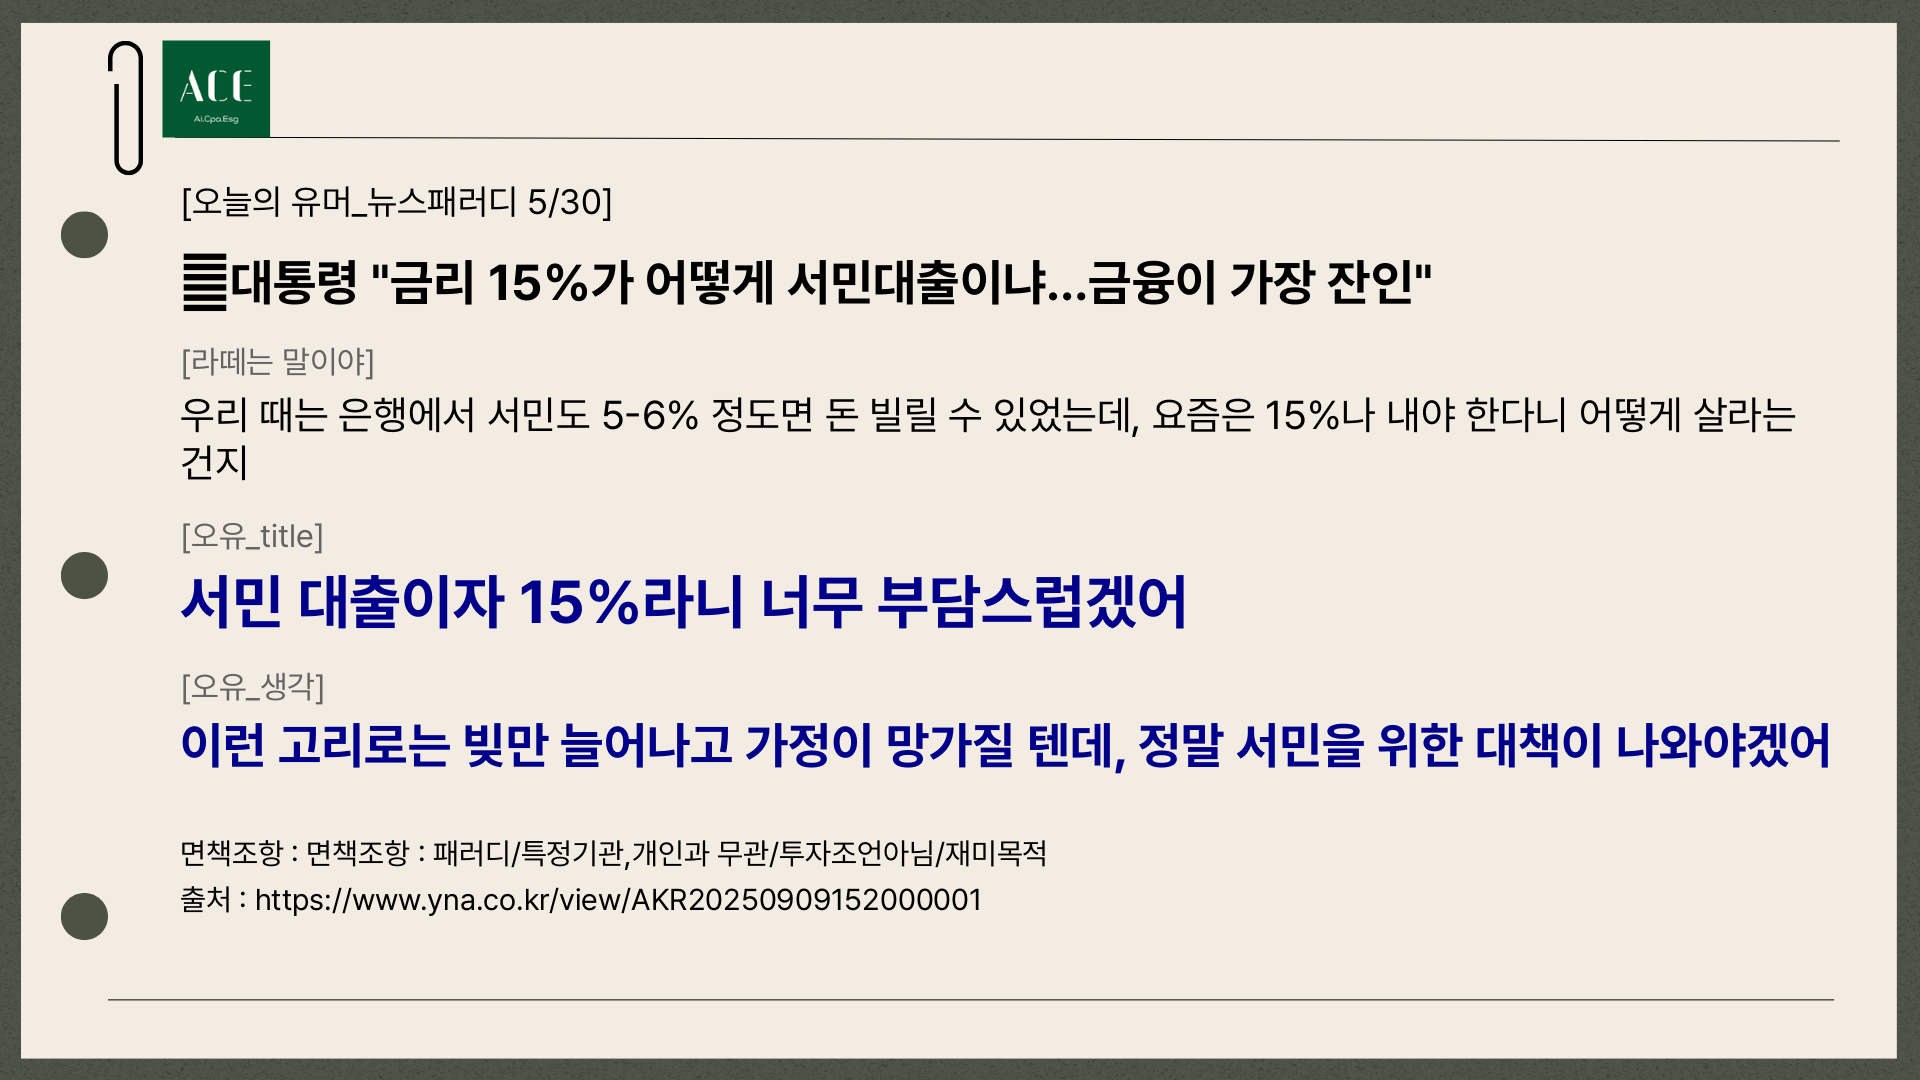 ACE
Ai.Cpa.Esg
[오늘의 유머_뉴스패러디 5/30]
대통령 "금리 15%가 어떻게 서민대출이냐...금융이 가장 잔인"
[라떼는 말이야]
우리 때는 은행에서 서민도 5-6% 정도면 돈 빌릴 수 있었는데, 요즘은 15%나 내야 한다니 어떻게 살라는
건지
[오유_title]
서민 대출이자 15%라니 너무 부담스럽겠어
[오유_생각]
이런 고리로는 빚만 늘어나고 가정이 망가질 텐데, 정말 서민을 위한 대책이 나와야겠어
면책조항 : 면책조항 : 패러디/특정기관,개인과 무관/투자조언아님/재미목적
출처 : https://www.yna.co.kr/view/AKR20250909152000001